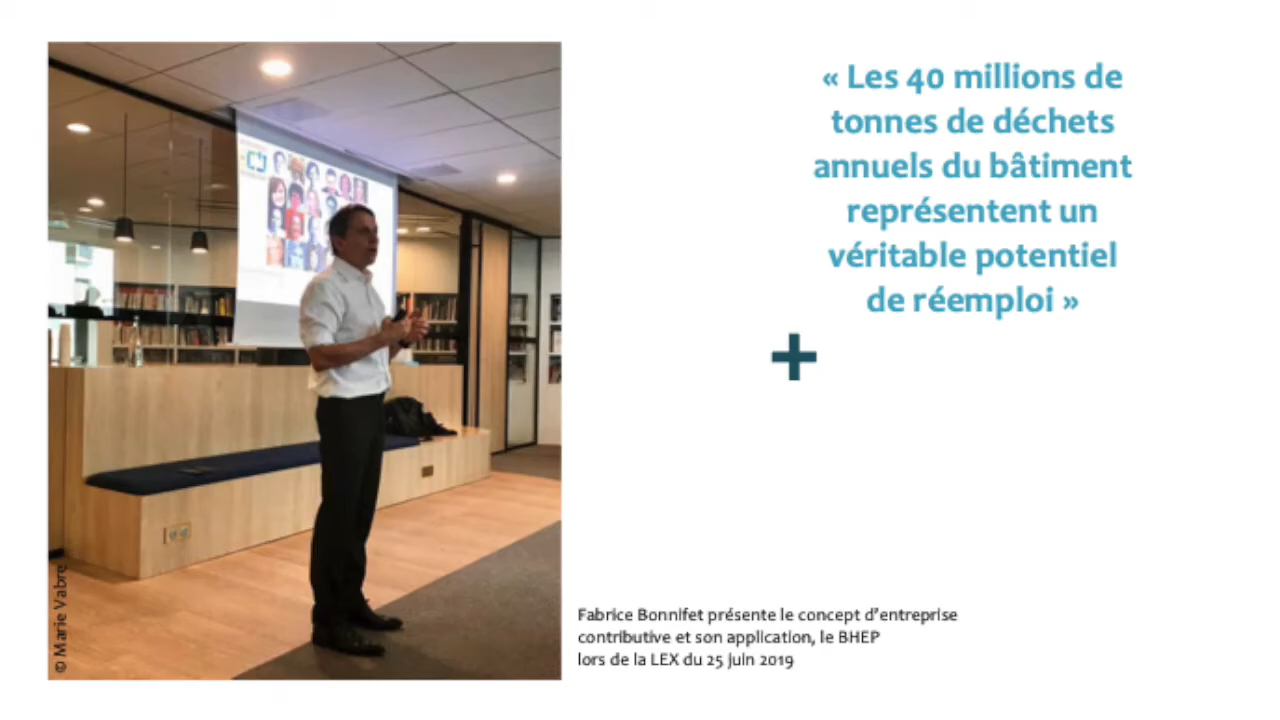 « Les 40 millions de
tonnes de déchets
annuels du bâtiment
représentent un
véritable potentiel
de réemploi »
+
Fabrice Bonnifet présente le concept d'entreprise
contributive et son application, le BHEP
lors de la LEX du 25 juin 2019
© Marie Vabre